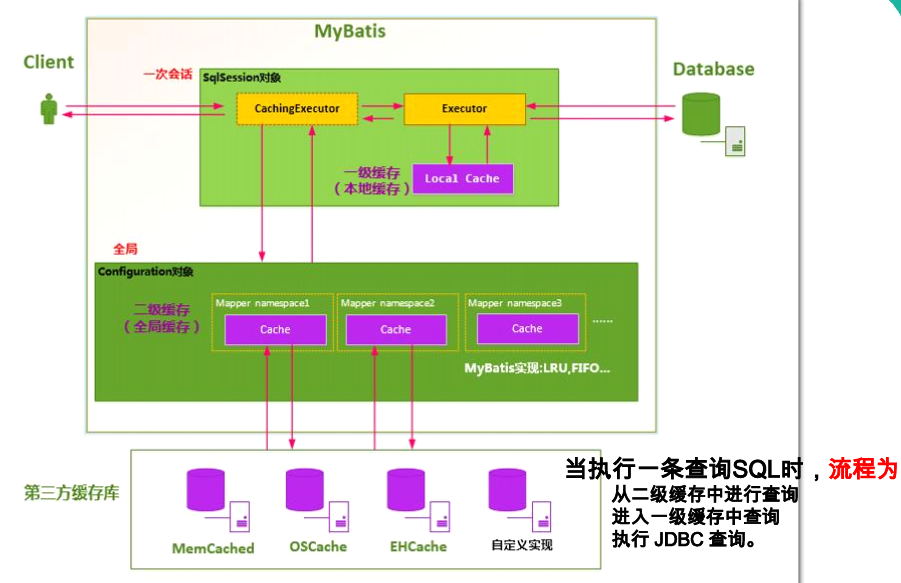 MyBatis
Client
Database
一次会话
SqlSession对象
CachingExecutor
Executor
一级缓存
（本地缓存）
Local Cache
全局
Configuration对象
二级缓存
（全局缓存）
Mapper namespace1
Cache
Mapper namespace2
Cache
Mapper namespace3
Cache
······
MyBatis实现:LRU,FIFO...
第三方缓存库
MemCached
OSCache
EHCache
自定义实现
当执行一条查询SQL时，流程为
从二级缓存中进行查询
进入一级缓存中查询
执行 JDBC 查询。